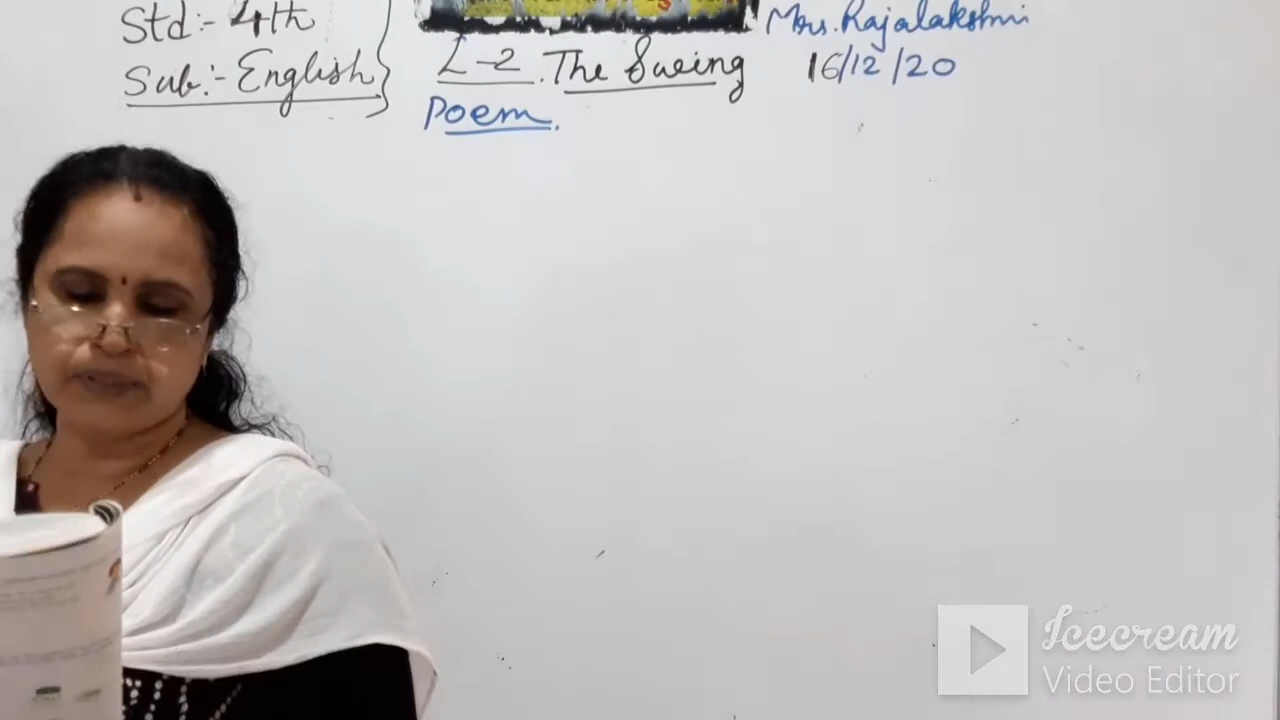 Std:- 4th
Sub:- English
L-2. The Swing
Poem.
Mrs. Rajalakshmi
16/12/20
Icecream
Video Editor